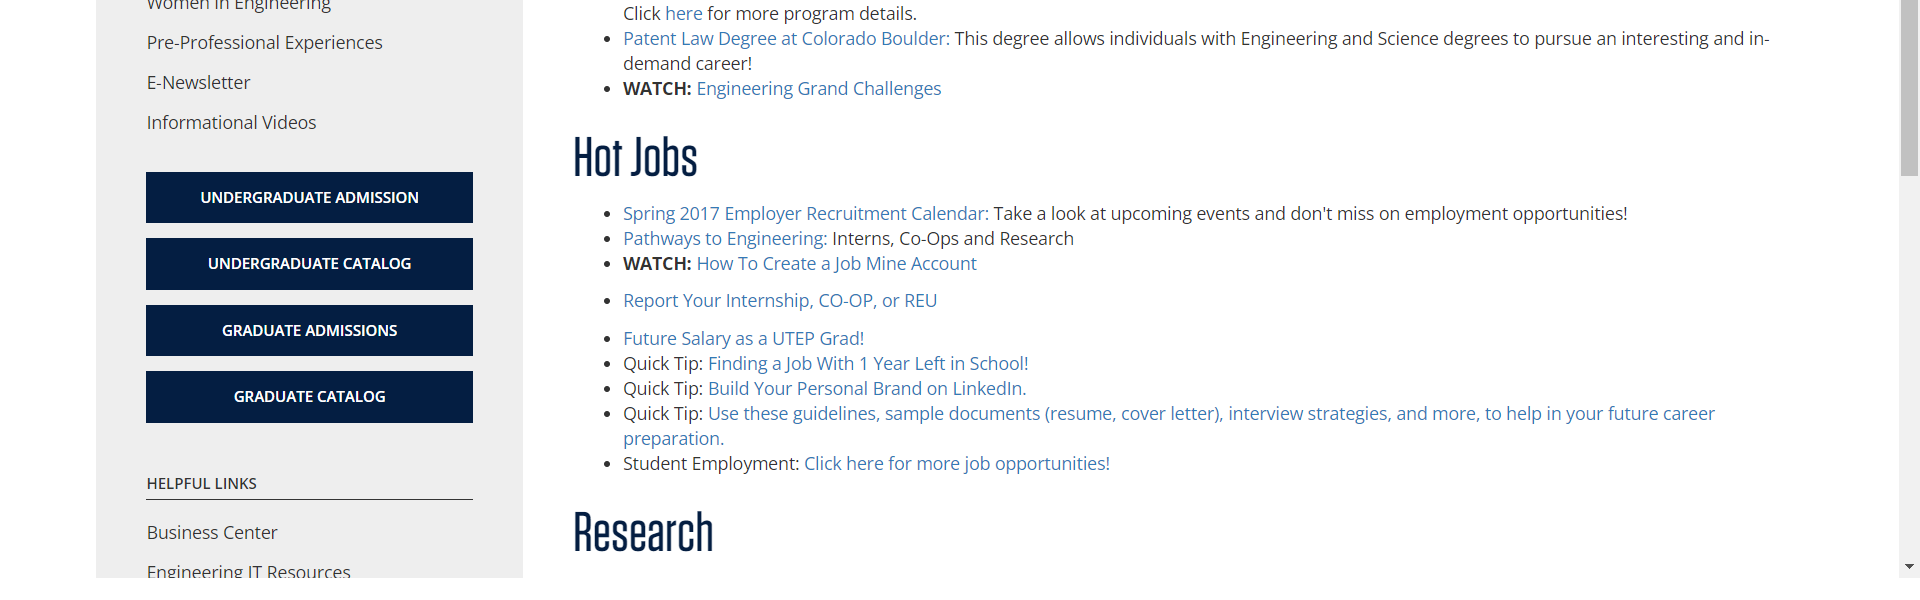 Women in Engineering
Pre-Professional Experiences
E-Newsletter
Informational Videos
UNDERGRADUATE ADMISSION
UNDERGRADUATE CATALOG
GRADUATE ADMISSIONS
GRADUATE CATALOG
HELPFUL LINKS
Business Center
Engineering IT Resources
Click here for more program details.
Patent Law Degree at Colorado Boulder: This degree allows individuals with Engineering and Science degrees to pursue an interesting and in-
demand career!
WATCH: Engineering Grand Challenges
Hot Jobs
Spring 2017 Employer Recruitment Calendar: Take a look at upcoming events and don't miss on employment opportunities!
Pathways to Engineering: Interns, Co-Ops and Research
WATCH: How To Create a Job Mine Account
Report Your Internship, CO-OP, or REU
Future Salary as a UTEP Grad!
Quick Tip: Finding a Job With 1 Year Left in School!
Quick Tip: Build Your Personal Brand on LinkedIn.
Quick Tip: Use these guidelines, sample documents (resume, cover letter), interview strategies, and more, to help in your future career
preparation.
Student Employment: Click here for more job opportunities!
Research